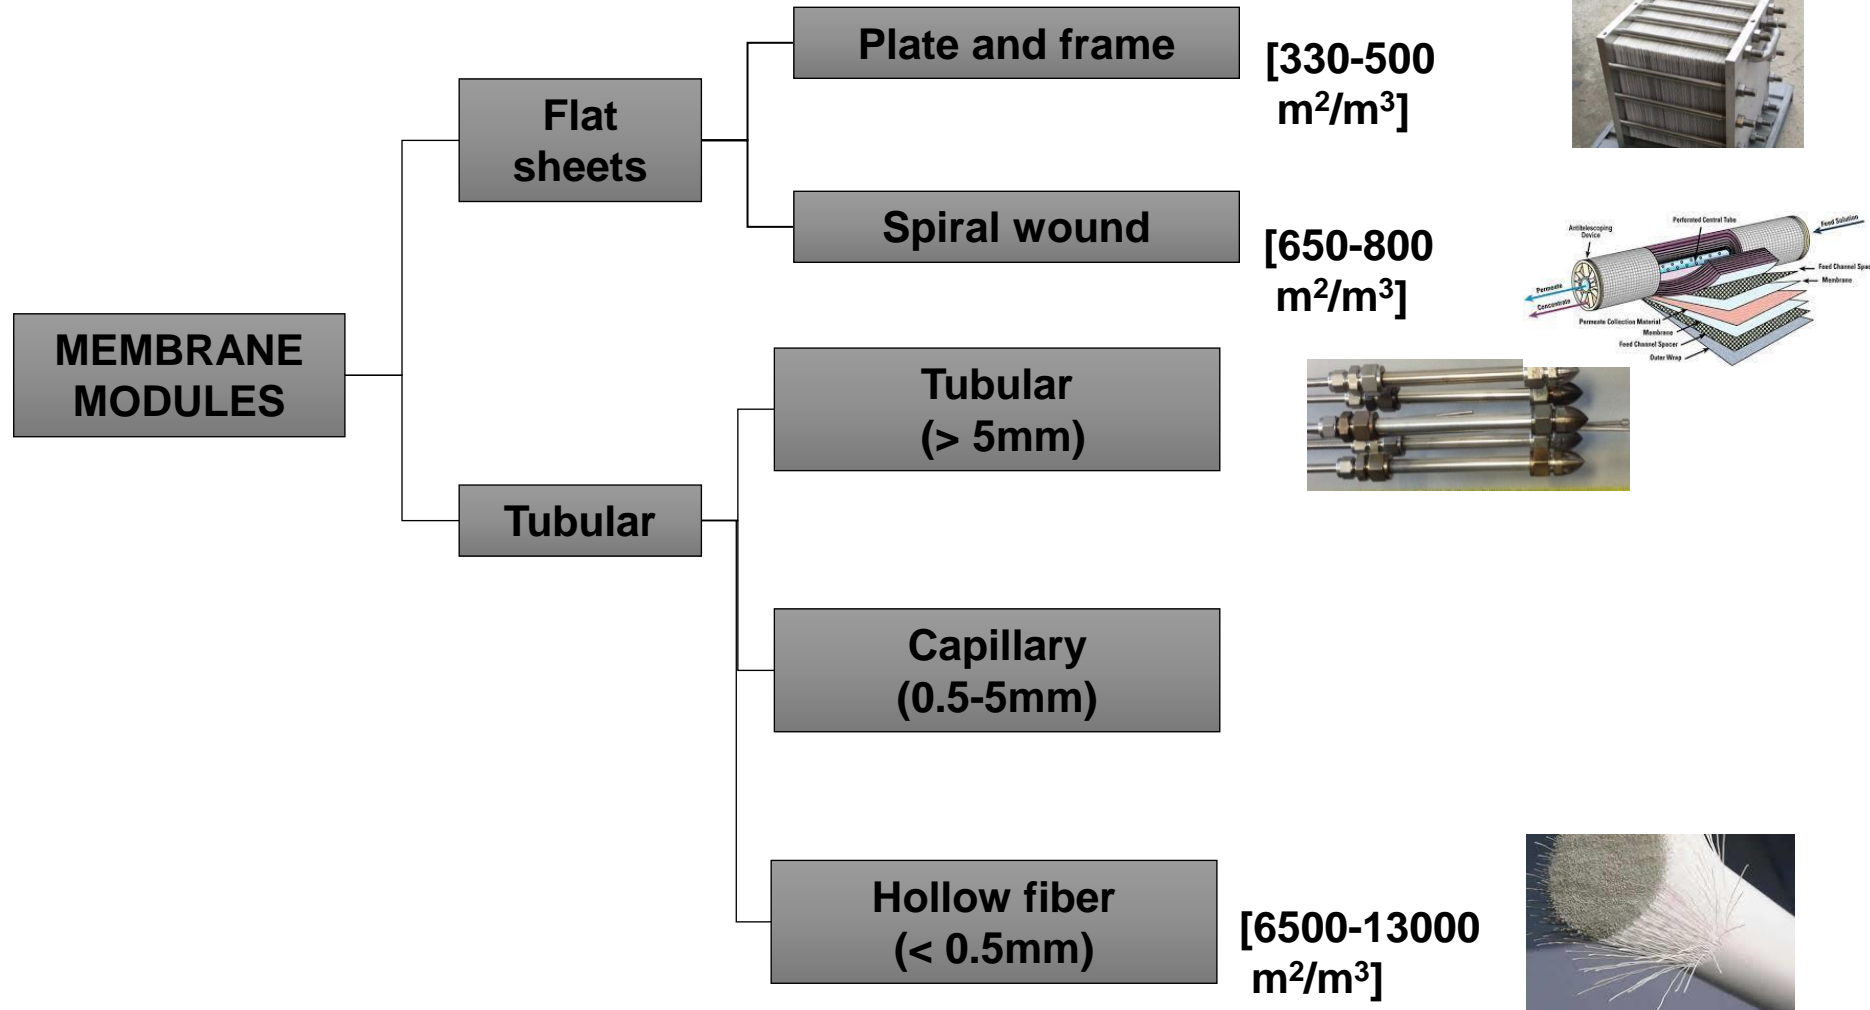 Plate and frame
[330-500
m²/m³]
Flat
sheets
Spiral wound
[650-800
m²/m³]
Antitelescoping
Device
Perforated Central Tube
Feed Solution
Feed Channel Spac
Membrane
Permeate
Concentrate
Permeate Collection Material
Membrane
Feed Channel Spacer
Outer Wrap
MEMBRANE
MODULES
Tubular
(> 5mm)
Tubular
Capillary
(0.5-5mm)
Hollow fiber
(< 0.5mm)
[6500-13000
m²/m³]